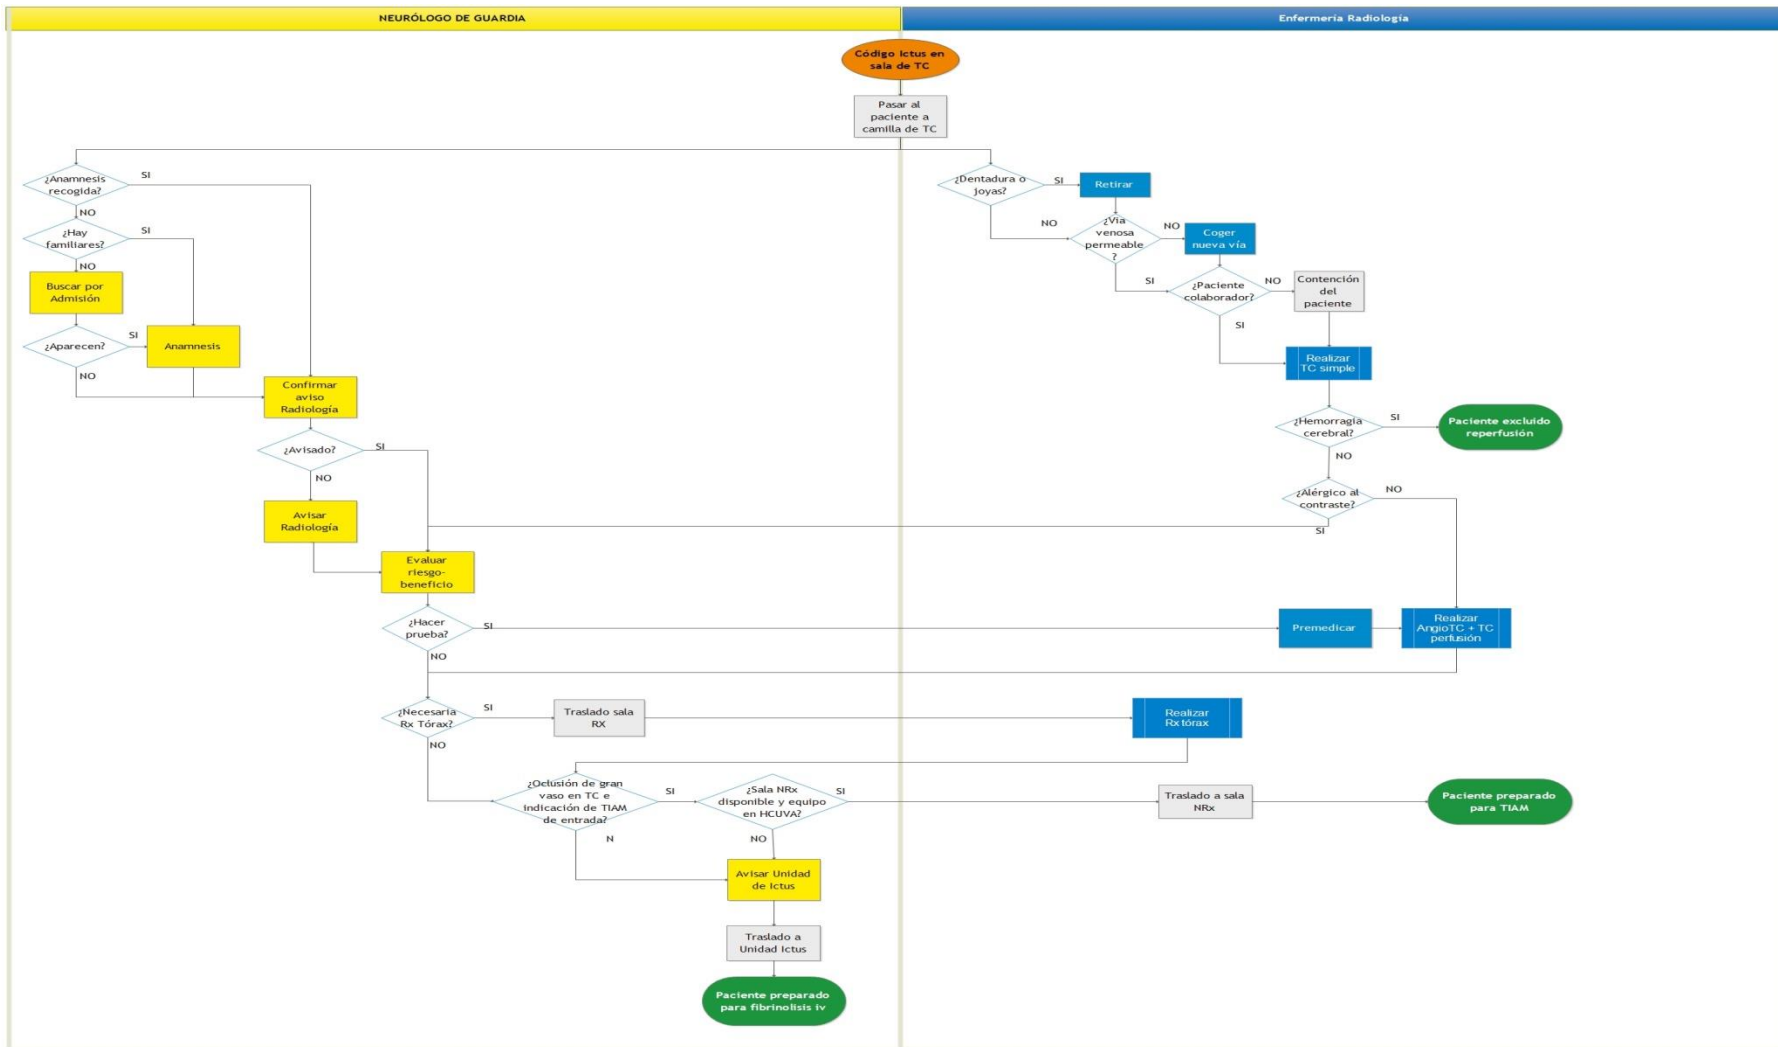 NEURÓLOGO DE GUARDIA
Enfermería Radiología
Código Ictus en
sala de TC
Pasar al
paciente a
camilla de TC
¿Anamnesis
recogida?
SI
NO
¿Hay
familiares?
SI
NO
Buscar por
Admisión
¿Aparecen?
SI
NO
Anamnesis
Confirmar
aviso
Radiología
¿Avisado?
SI
NO
Avisar
Radiología
Evaluar
riesgo-
beneficio
¿Hacer
prueba?
SI
NO
¿Dentadura o
joyas?
SI
NO
Retirar
¿Vía
venosa
permeable
?
NO
SI
Coger
nueva vía
¿Paciente
colaborador?
NO
SI
Contención
del
paciente
Realizar
TC simple
¿Hemorragia
cerebral?
SI
NO
Paciente excluido
reperfusión
¿Alérgico al
contraste?
NO
SI
Premedicar
Realizar
AngioTC + TC
perfusión
¿Necesaria
Rx Tórax?
SI
NO
Traslado sala
RX
Realizar
Rx tórax
¿Oclusión de gran
vaso en TC e
indicación de TIAM
de entrada?
SI
N
¿Sala NRx
disponible y equipo
en HCUVA?
SI
NO
Traslado a sala
NRx
Paciente preparado
para TIAM
Avisar Unidad
de Ictus
Traslado a
Unidad Ictus
Paciente preparado
para fibrinolisis iv